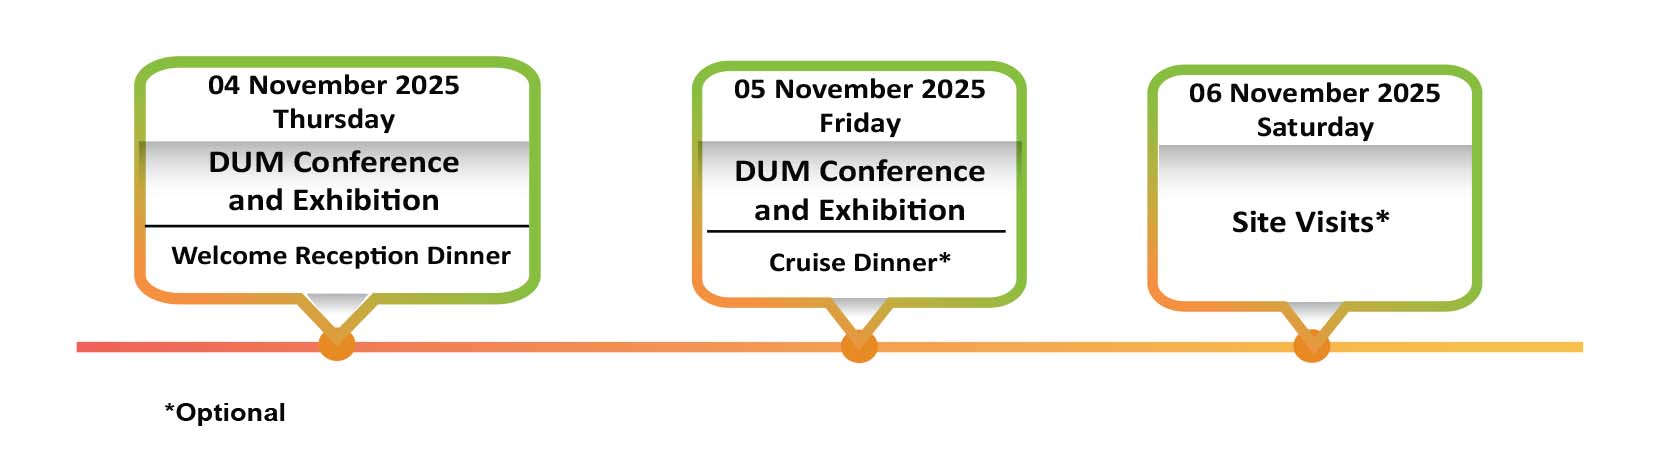 04 November 2025
Thursday
DUM Conference
and Exhibition
Welcome Reception Dinner
05 November 2025
Friday
DUM Conference
and Exhibition
Cruise Dinner*
06 November 2025
Saturday
Site Visits*
*Optional